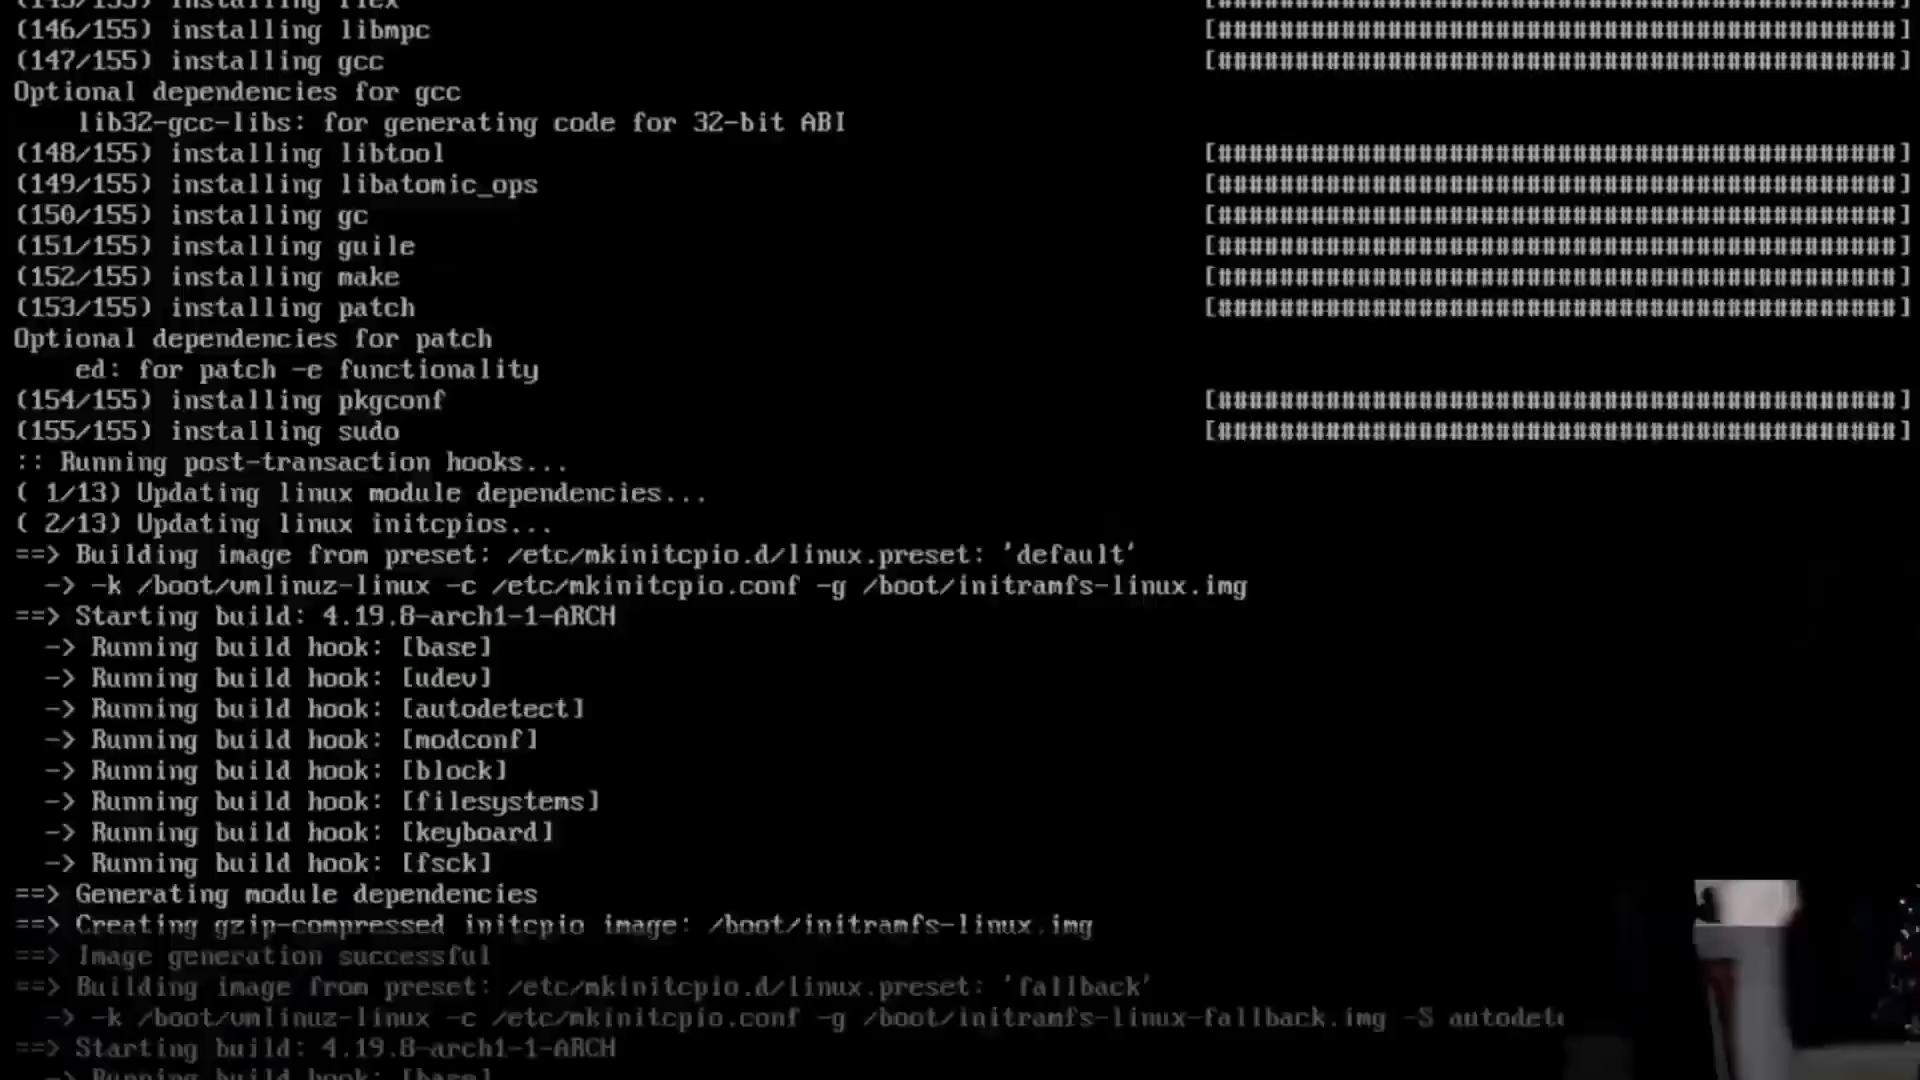 (145/155) installing flex [############################################]
(146/155) installing libmpc [############################################]
(147/155) installing gcc [############################################]
Optional dependencies for gcc
lib32-gcc-libs: for generating code for 32-bit ABI
(148/155) installing libtool [############################################]
(149/155) installing libatomic_ops [############################################]
(150/155) installing gc [############################################]
(151/155) installing guile [############################################]
(152/155) installing make [############################################]
(153/155) installing patch [############################################]
Optional dependencies for patch
ed: for patch -e functionality
(154/155) installing pkgconf [############################################]
(155/155) installing sudo [############################################]
:: Running post-transaction hooks...
( 1/13) Updating linux module dependencies...
( 2/13) Updating linux initcpios...
==> Building image from preset: /etc/mkinitcpio.d/linux.preset: 'default'
-> -k /boot/vmlinuz-linux -c /etc/mkinitcpio.conf -g /boot/initramfs-linux.img
==> Starting build: 4.19.8-arch1-1-ARCH
-> Running build hook: [base]
-> Running build hook: [udev]
-> Running build hook: [autodetect]
-> Running build hook: [modconf]
-> Running build hook: [block]
-> Running build hook: [filesystems]
-> Running build hook: [keyboard]
-> Running build hook: [fsck]
==> Generating module dependencies
==> Creating gzip-compressed initcpio image: /boot/initramfs-linux.img
==> Image generation successful
==> Building image from preset: /etc/mkinitcpio.d/linux.preset: 'fallback'
-> -k /boot/vmlinuz-linux -c /etc/mkinitcpio.conf -g /boot/initramfs-linux-fallback.img -S
==> Starting build: 4.19.8-arch1-1-ARCH
-> Running build hook: [base]